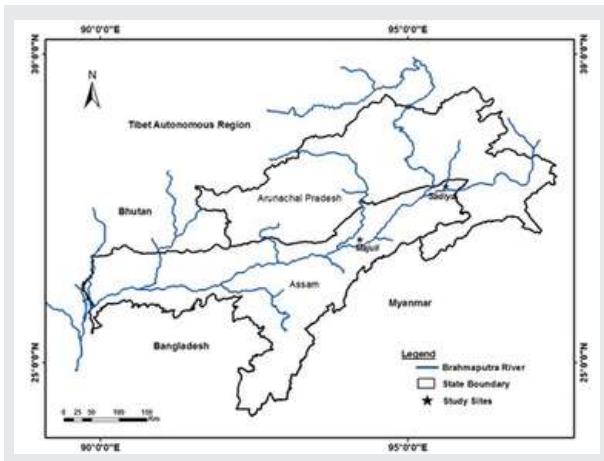 90°0'0"E 95°0'0"E
30°0'0"N 30°0'0"N
N
Tibet Autonomous Region
Arunachal Pradesh
Sadiya
Bhutan
Majuli
Assam
Myanmar
Bangladesh
Legend
Brahmaputra River
State Boundary
Study Sites
25°0'0"N 25°0'0"N
0 25 50 100 150
Km
90°0'0"E 95°0'0"E